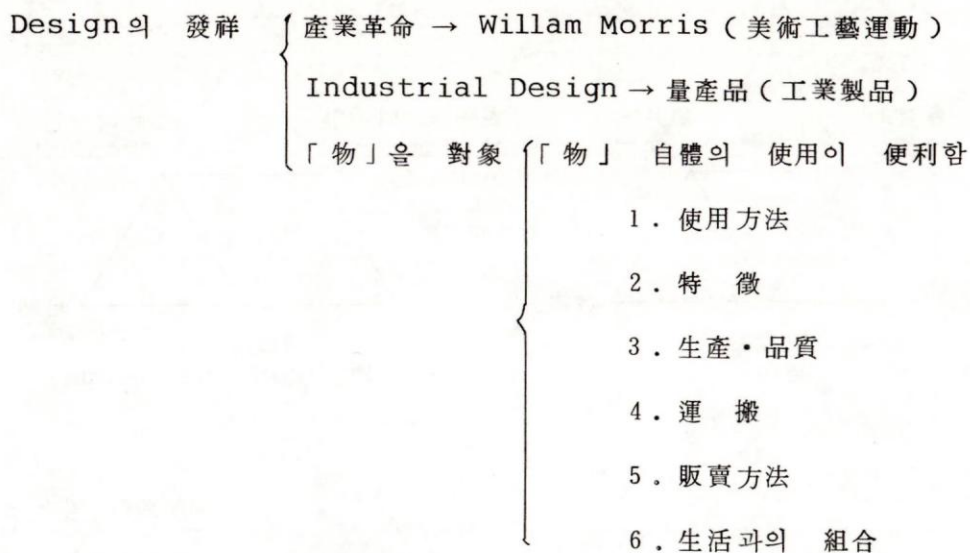 Design의 發祥 産業革命 → Willam Morris ( 美術工藝運動 )
Industrial Design → 量産品 ( 工業製品 )
「 物 」을 對象 「 物 」 自體의 使用이 便利함
1 . 使用方法
2 . 特 徵
3 . 生産・品質
4 . 運 搬
5 . 販賣方法
6 . 生活과의 組合